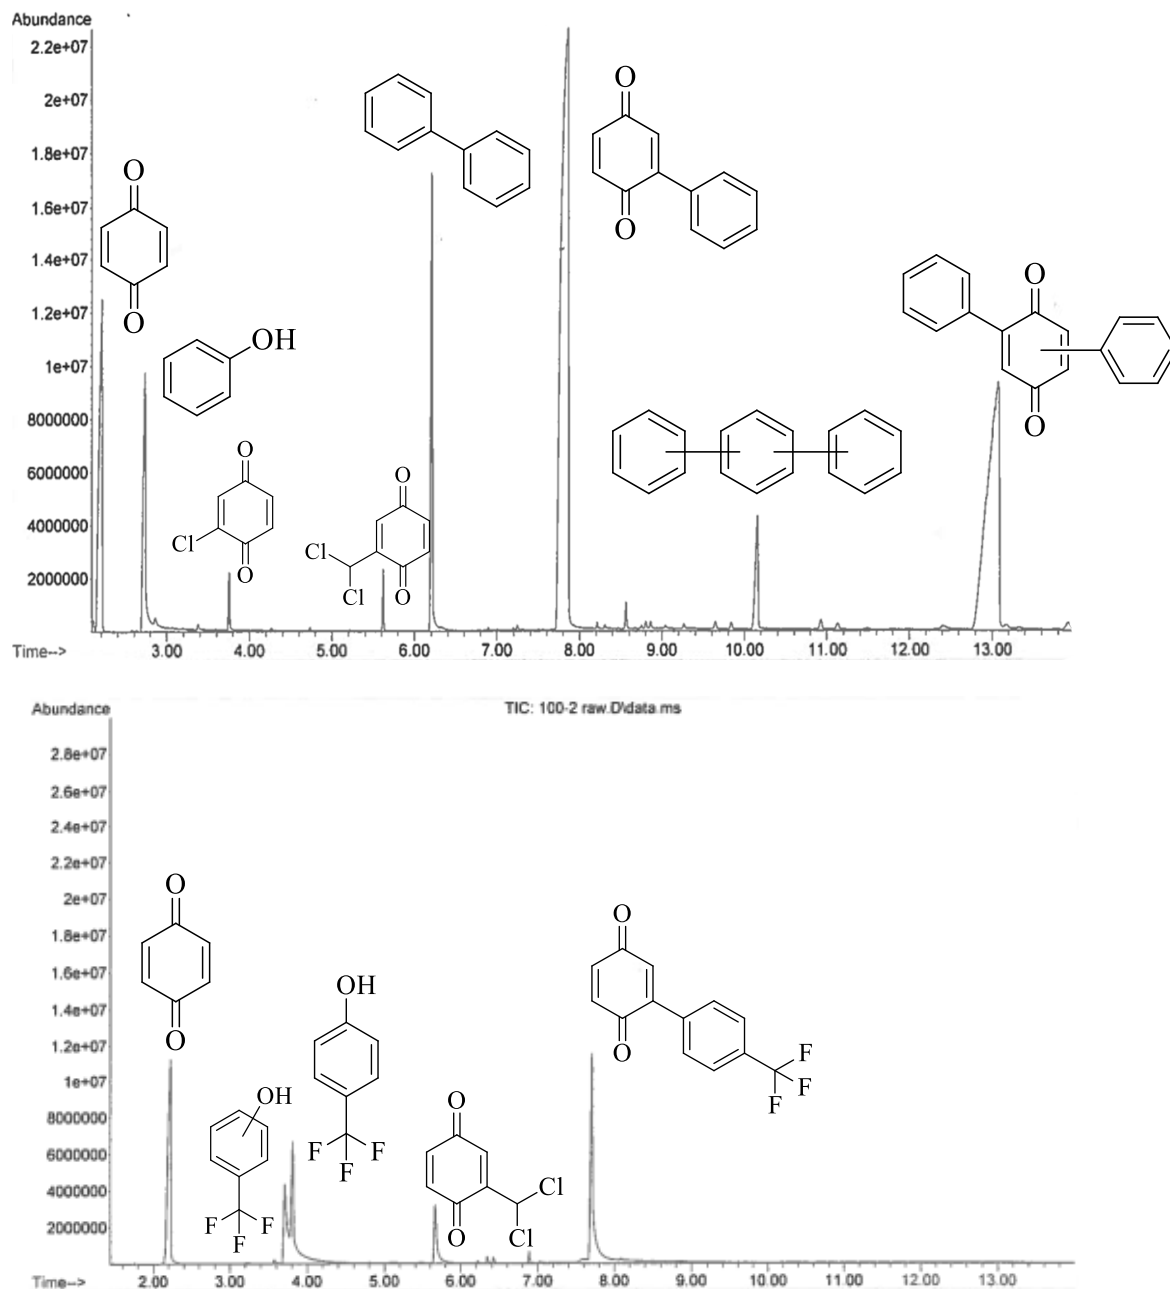 Abundance
2.2e+07
2e+07
1.8e+07
1.6e+07
1.4e+07
1.2e+07
1e+07
8000000
6000000
4000000
2000000
Time-->
3.00 4.00 5.00 6.00 7.00 8.00 9.00 10.00 11.00 12.00 13.00
O
O
OH
O
Cl
O
O
Cl
Cl
O
O
O
O
O
Abundance
TIC: 100-2 raw.D\data.ms
2.8e+07
2.6e+07
2.4e+07
2.2e+07
2e+07
1.8e+07
1.6e+07
1.4e+07
1.2e+07
1e+07
8000000
6000000
4000000
2000000
Time-->
2.00 3.00 4.00 5.00 6.00 7.00 8.00 9.00 10.00 11.00 12.00 13.00
O
O
OH
F F
F
OH
F F
F
O
O
Cl
Cl
O
O
F
F
F